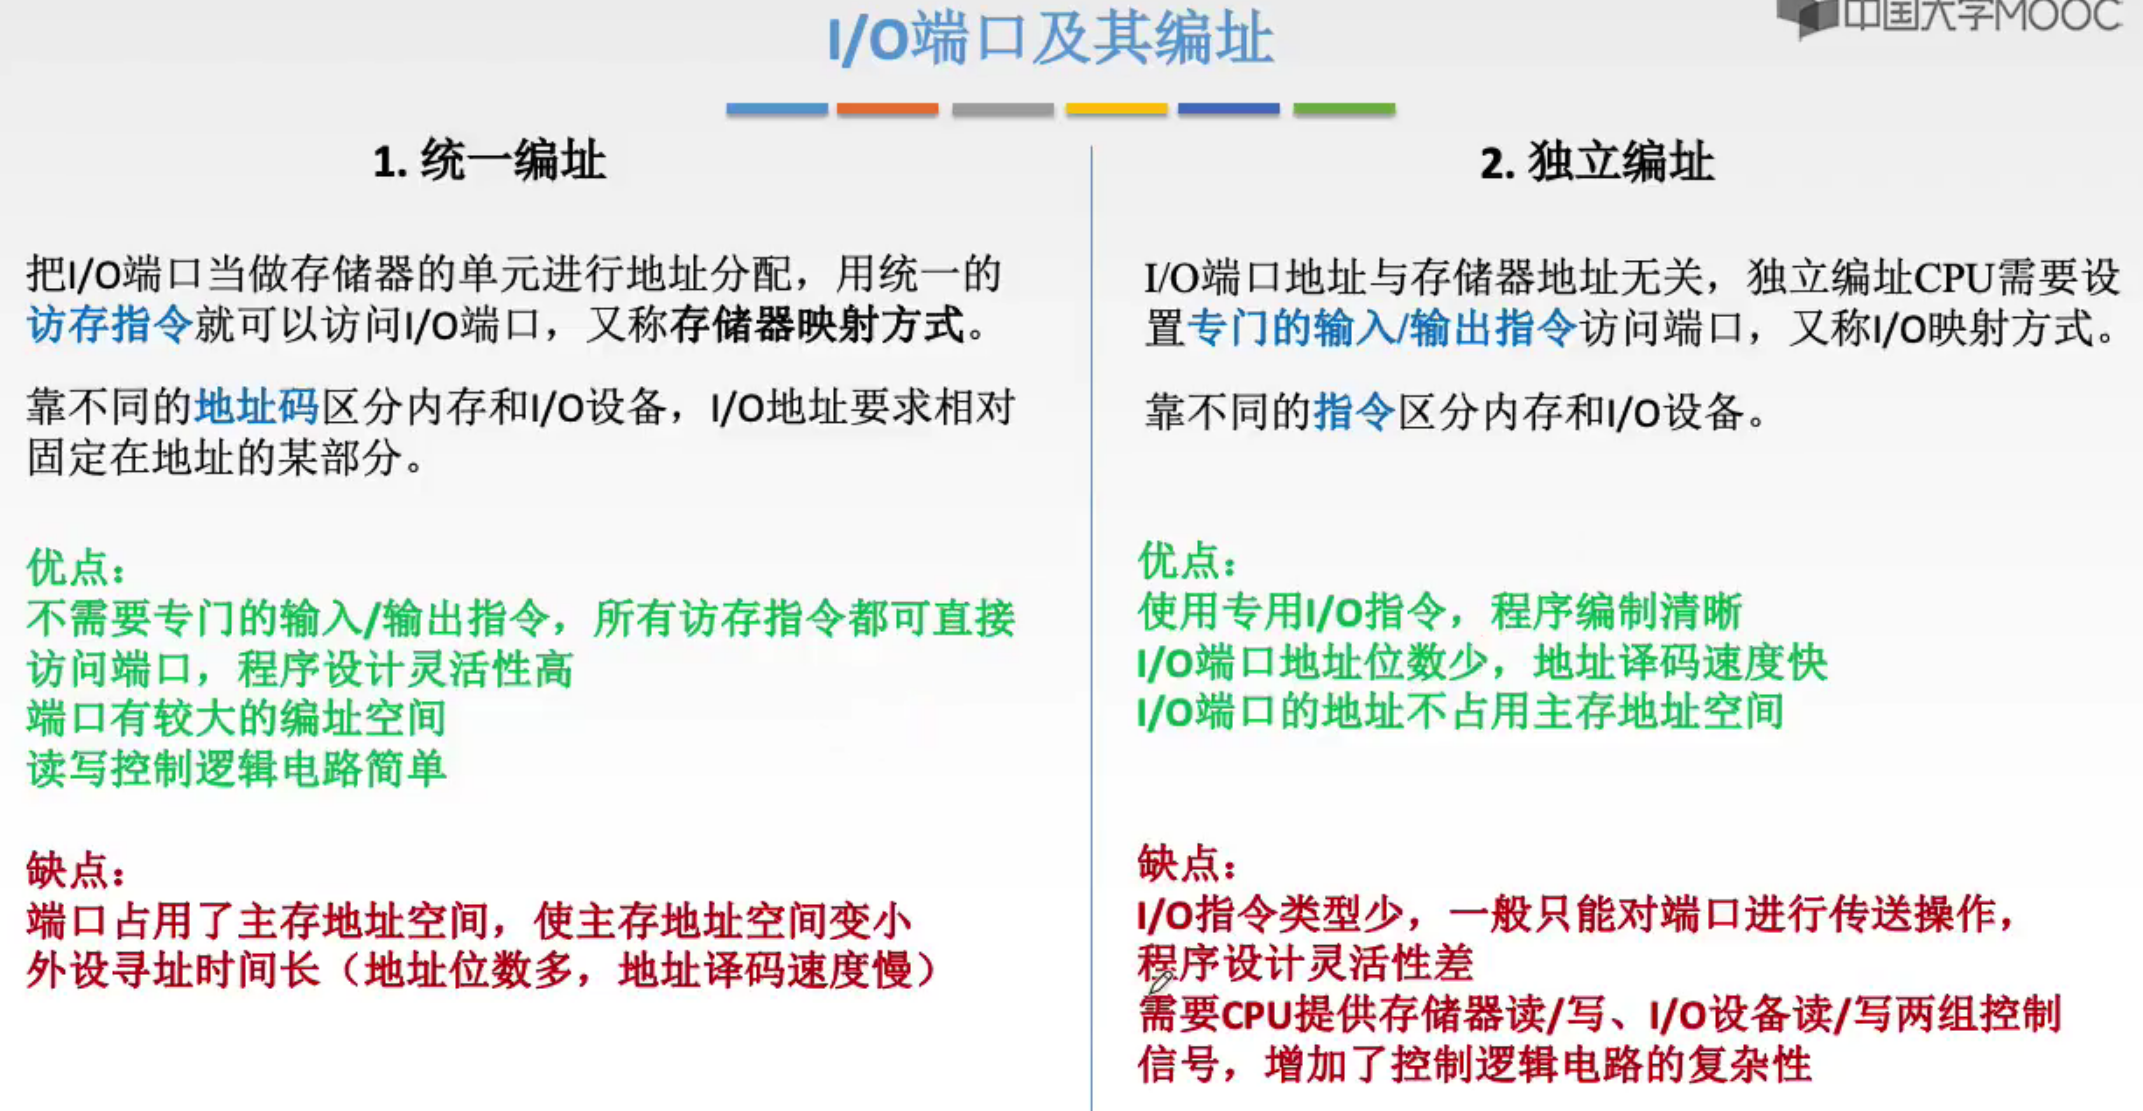 I/O端口及其编址
中国大学MOOC
1. 统一编址
把I/O端口当做存储器的单元进行地址分配，用统一的
访存指令就可以访问I/O端口，又称存储器映射方式。
靠不同的地址码区分内存和I/O设备，I/O地址要求相对
固定在地址的某部分。
优点：
不需要专门的输入/输出指令，所有访存指令都可直接
访问端口，程序设计灵活性高
端口有较大的编址空间
读写控制逻辑电路简单
缺点：
端口占用了主存地址空间，使主存地址空间变小
外设寻址时间长（地址位数多，地址译码速度慢）
2. 独立编址
I/O端口地址与存储器地址无关，独立编址CPU需要设
置专门的输入/输出指令访问端口，又称I/O映射方式。
靠不同的指令区分内存和I/O设备。
优点：
使用专用I/O指令，程序编制清晰
I/O端口地址位数少，地址译码速度快
I/O端口的地址不占用主存地址空间
缺点：
I/O指令类型少，一般只能对端口进行传送操作，
程序设计灵活性差
需要CPU提供存储器读/写、I/O设备读/写两组控制
信号，增加了控制逻辑电路的复杂性